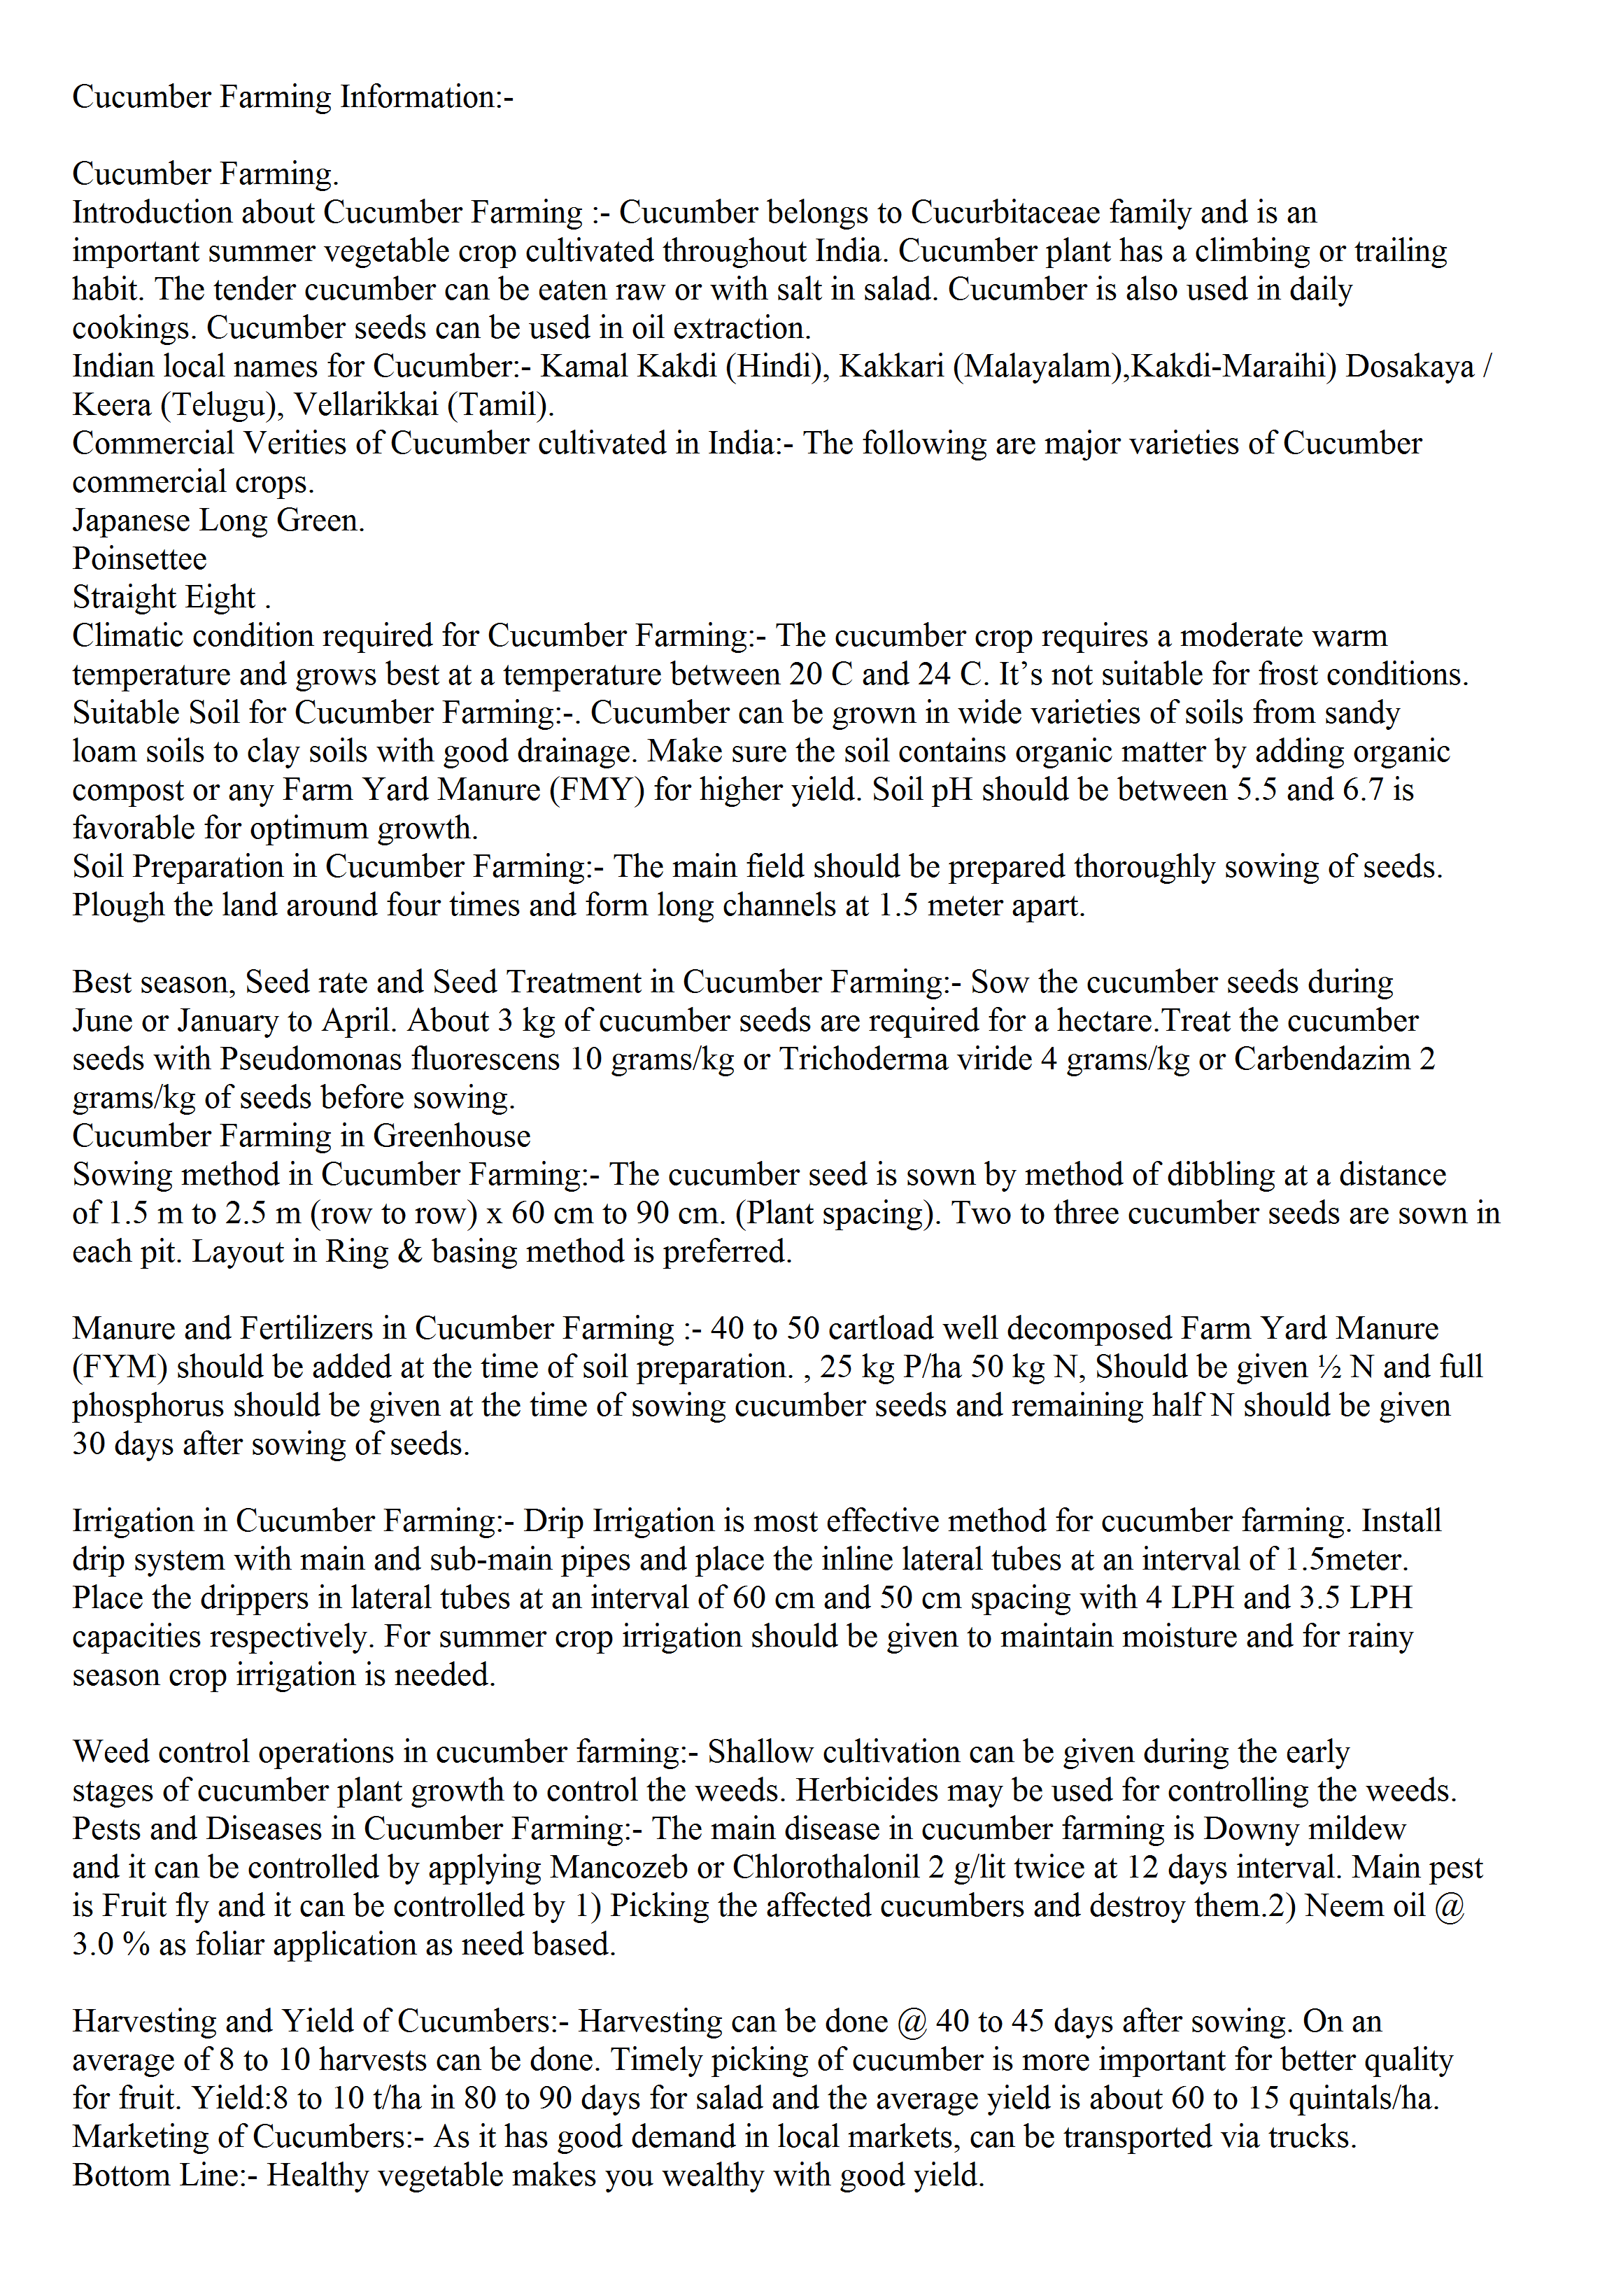 Cucumber Farming Information:-
Cucumber Farming.
Introduction about Cucumber Farming :- Cucumber belongs to Cucurbitaceae family and is an
important summer vegetable crop cultivated throughout India. Cucumber plant has a climbing or trailing
habit. The tender cucumber can be eaten raw or with salt in salad. Cucumber is also used in daily
cookings. Cucumber seeds can be used in oil extraction.
Indian local names for Cucumber:- Kamal Kakdi (Hindi), Kakkari (Malayalam),Kakdi-Maraihi) Dosakaya /
Keera (Telugu), Vellarikkai (Tamil).
Commercial Verities of Cucumber cultivated in India:- The following are major varieties of Cucumber
commercial crops.
Japanese Long Green.
Poinsettee
Straight Eight .
Climatic condition required for Cucumber Farming:- The cucumber crop requires a moderate warm
temperature and grows best at a temperature between 20 C and 24 C. It’s not suitable for frost conditions.
Suitable Soil for Cucumber Farming:-. Cucumber can be grown in wide varieties of soils from sandy
loam soils to clay soils with good drainage. Make sure the soil contains organic matter by adding organic
compost or any Farm Yard Manure (FMY) for higher yield. Soil pH should be between 5.5 and 6.7 is
favorable for optimum growth.
Soil Preparation in Cucumber Farming:- The main field should be prepared thoroughly sowing of seeds.
Plough the land around four times and form long channels at 1.5 meter apart.
Best season, Seed rate and Seed Treatment in Cucumber Farming:- Sow the cucumber seeds during
June or January to April. About 3 kg of cucumber seeds are required for a hectare.Treat the cucumber
seeds with Pseudomonas fluorescens 10 grams/kg or Trichoderma viride 4 grams/kg or Carbendazim 2
grams/kg of seeds before sowing.
Cucumber Farming in Greenhouse
Sowing method in Cucumber Farming:- The cucumber seed is sown by method of dibbling at a distance
of 1.5 m to 2.5 m (row to row) x 60 cm to 90 cm. (Plant spacing). Two to three cucumber seeds are sown in
each pit. Layout in Ring & basing method is preferred.
Manure and Fertilizers in Cucumber Farming :- 40 to 50 cartload well decomposed Farm Yard Manure
(FYM) should be added at the time of soil preparation. , 25 kg P/ha 50 kg N, Should be given ½ N and full
phosphorus should be given at the time of sowing cucumber seeds and remaining half N should be given
30 days after sowing of seeds.
Irrigation in Cucumber Farming:- Drip Irrigation is most effective method for cucumber farming. Install
drip system with main and sub-main pipes and place the inline lateral tubes at an interval of 1.5meter.
Place the drippers in lateral tubes at an interval of 60 cm and 50 cm spacing with 4 LPH and 3.5 LPH
capacities respectively. For summer crop irrigation should be given to maintain moisture and for rainy
season crop irrigation is needed.
Weed control operations in cucumber farming:- Shallow cultivation can be given during the early
stages of cucumber plant growth to control the weeds. Herbicides may be used for controlling the weeds.
Pests and Diseases in Cucumber Farming:- The main disease in cucumber farming is Downy mildew
and it can be controlled by applying Mancozeb or Chlorothalonil 2 g/lit twice at 12 days interval. Main pest
is Fruit fly and it can be controlled by 1) Picking the affected cucumbers and destroy them.2) Neem oil @
3.0 % as foliar application as need based.
Harvesting and Yield of Cucumbers:- Harvesting can be done @ 40 to 45 days after sowing. On an
average of 8 to 10 harvests can be done. Timely picking of cucumber is more important for better quality
for fruit. Yield:8 to 10 t/ha in 80 to 90 days for salad and the average yield is about 60 to 15 quintals/ha.
Marketing of Cucumbers:- As it has good demand in local markets, can be transported via trucks.
Bottom Line:- Healthy vegetable makes you wealthy with good yield.